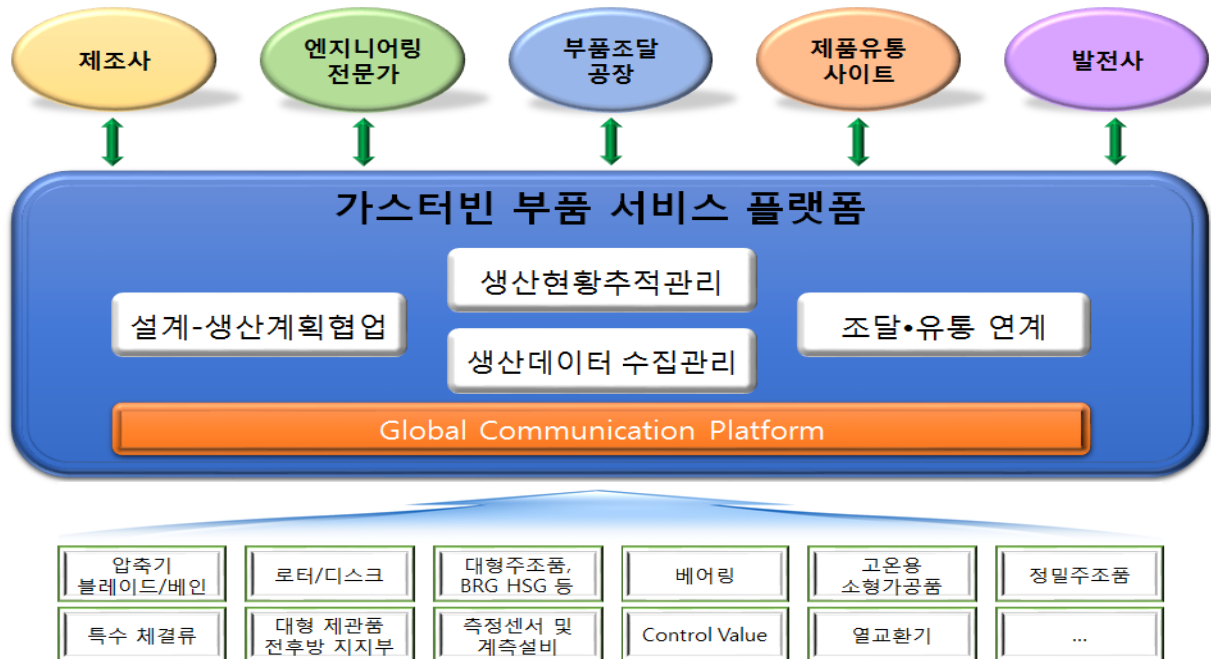 제조사
엔지니어링
전문가
부품조달
공장
제품유통
사이트
발전사
가스터빈 부품 서비스 플랫폼
설계-생산계획협업
생산현황추적관리
생산데이터 수집관리
조달•유통 연계
Global Communication Platform
압축기
블레이드/베인
로터/디스크
대형주조품,
BRG HSG 등
베어링
고온용
소형가공품
정밀주조품
특수 체결류
대형 제관품
전후방 지지부
측정센서 및
계측설비
Control Value
열교환기
...